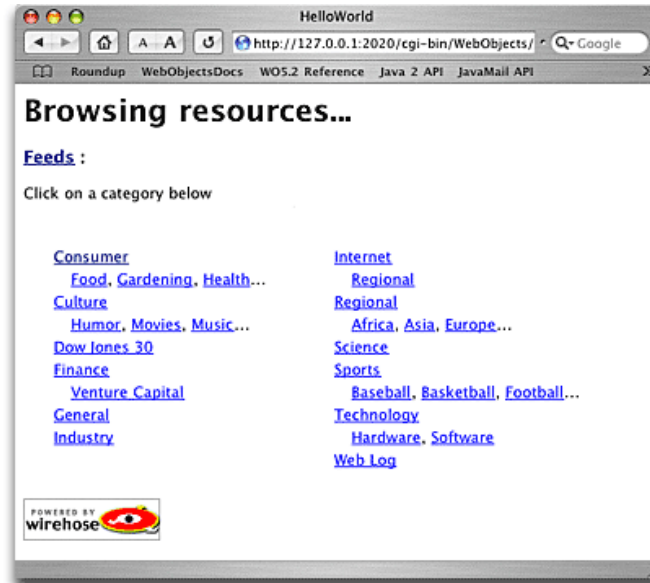 HelloWorld
A A http://127.0.0.1:2020/cgi-bin/WebObjects/ Google
Roundup WebObjectsDocs WO5.2 Reference Java 2 API JavaMail API
Browsing resources...
Feeds :
Click on a category below
Consumer
Food, Gardening, Health...
Culture
Humor, Movies, Music...
Dow Jones 30
Finance
Venture Capital
General
Industry
Internet
Regional
Regional
Africa, Asia, Europe...
Science
Sports
Baseball, Basketball, Football...
Technology
Hardware, Software
Web Log
POWERED BY
wirehose